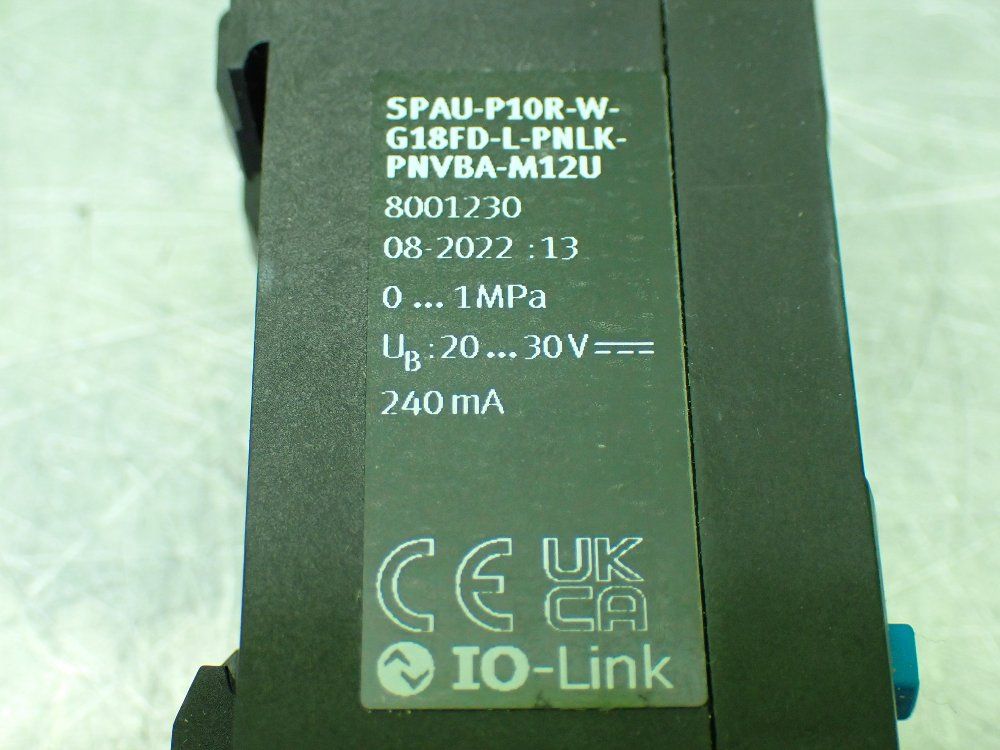 SPAU-P10R-W-
G18FD-L-PNLK-
PNVBA-M12U
8001230
08-2022 :13
0 ... 1MPa
UB :20 ... 30V
240 mA
CE
UK
CA
IO-Link